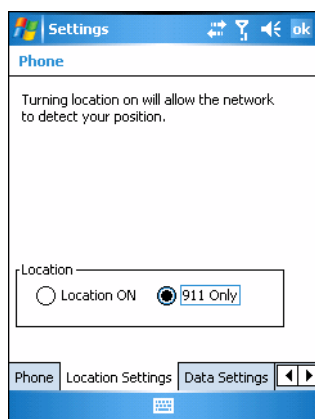 Settings
ok
Phone
Turning location on will allow the network
to detect your position.
Location
Location ON
911 Only
Phone
Location Settings
Data Settings